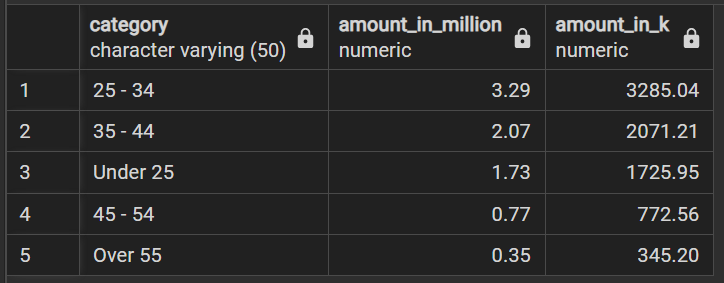 category amount_in_million amount_in_k
character varying (50) numeric numeric
1 25 - 34 3.29 3285.04
2 35 - 44 2.07 2071.21
3 Under 25 1.73 1725.95
4 45 - 54 0.77 772.56
5 Over 55 0.35 345.20